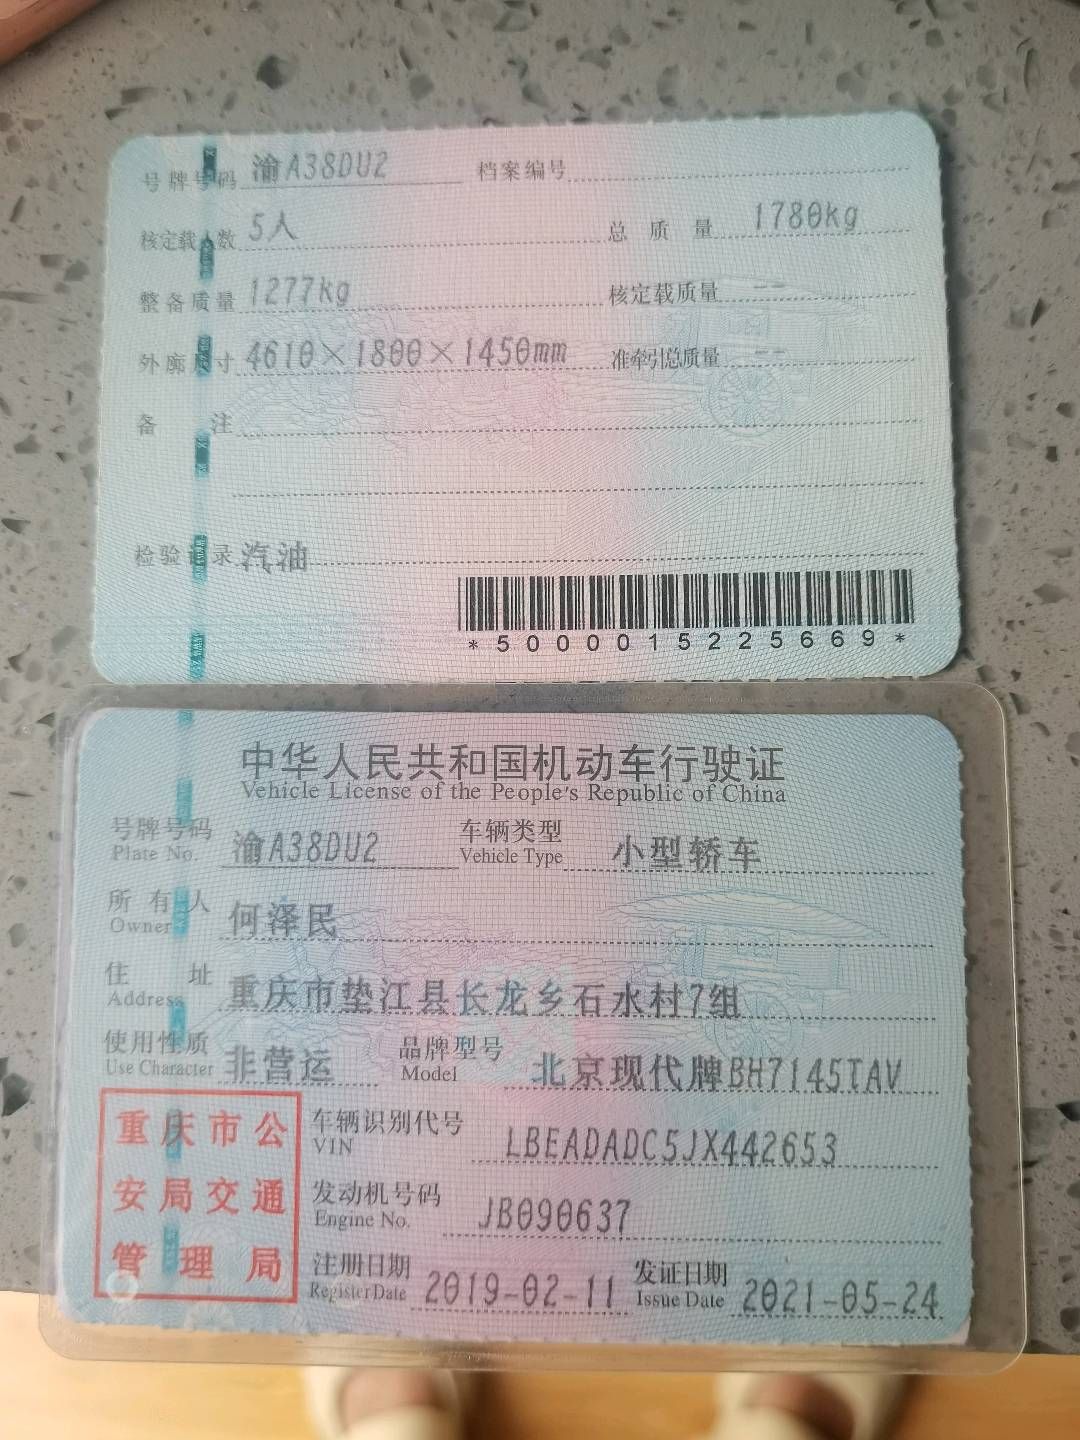 号牌号码 渝A38DU2 档案编号
核定载人数 5人 总质量 1780kg
整备质量 1277kg 核定载质量 --
外廓尺寸 4610×1800×1450mm 准牵引总质量 --
备注
检验记录 汽油
*5000015225669*
中华人民共和国机动车行驶证
Vehicle License of the People's Republic of China
号牌号码 渝A38DU2 车辆类型 小型轿车
Plate No. Vehicle Type
所有人 何泽民
Owner
住址 重庆市垫江县长龙乡石水村7组
Address
使用性质 非营运 品牌型号 北京现代牌BH7145TAV
Use Character Model
重庆市公
安局交通
管理局
车辆识别代号 LBEADADC5JX442653
VIN
发动机号码 JB090637
Engine No.
注册日期 2019-02-11 发证日期 2021-05-24
Register Date Issue Date